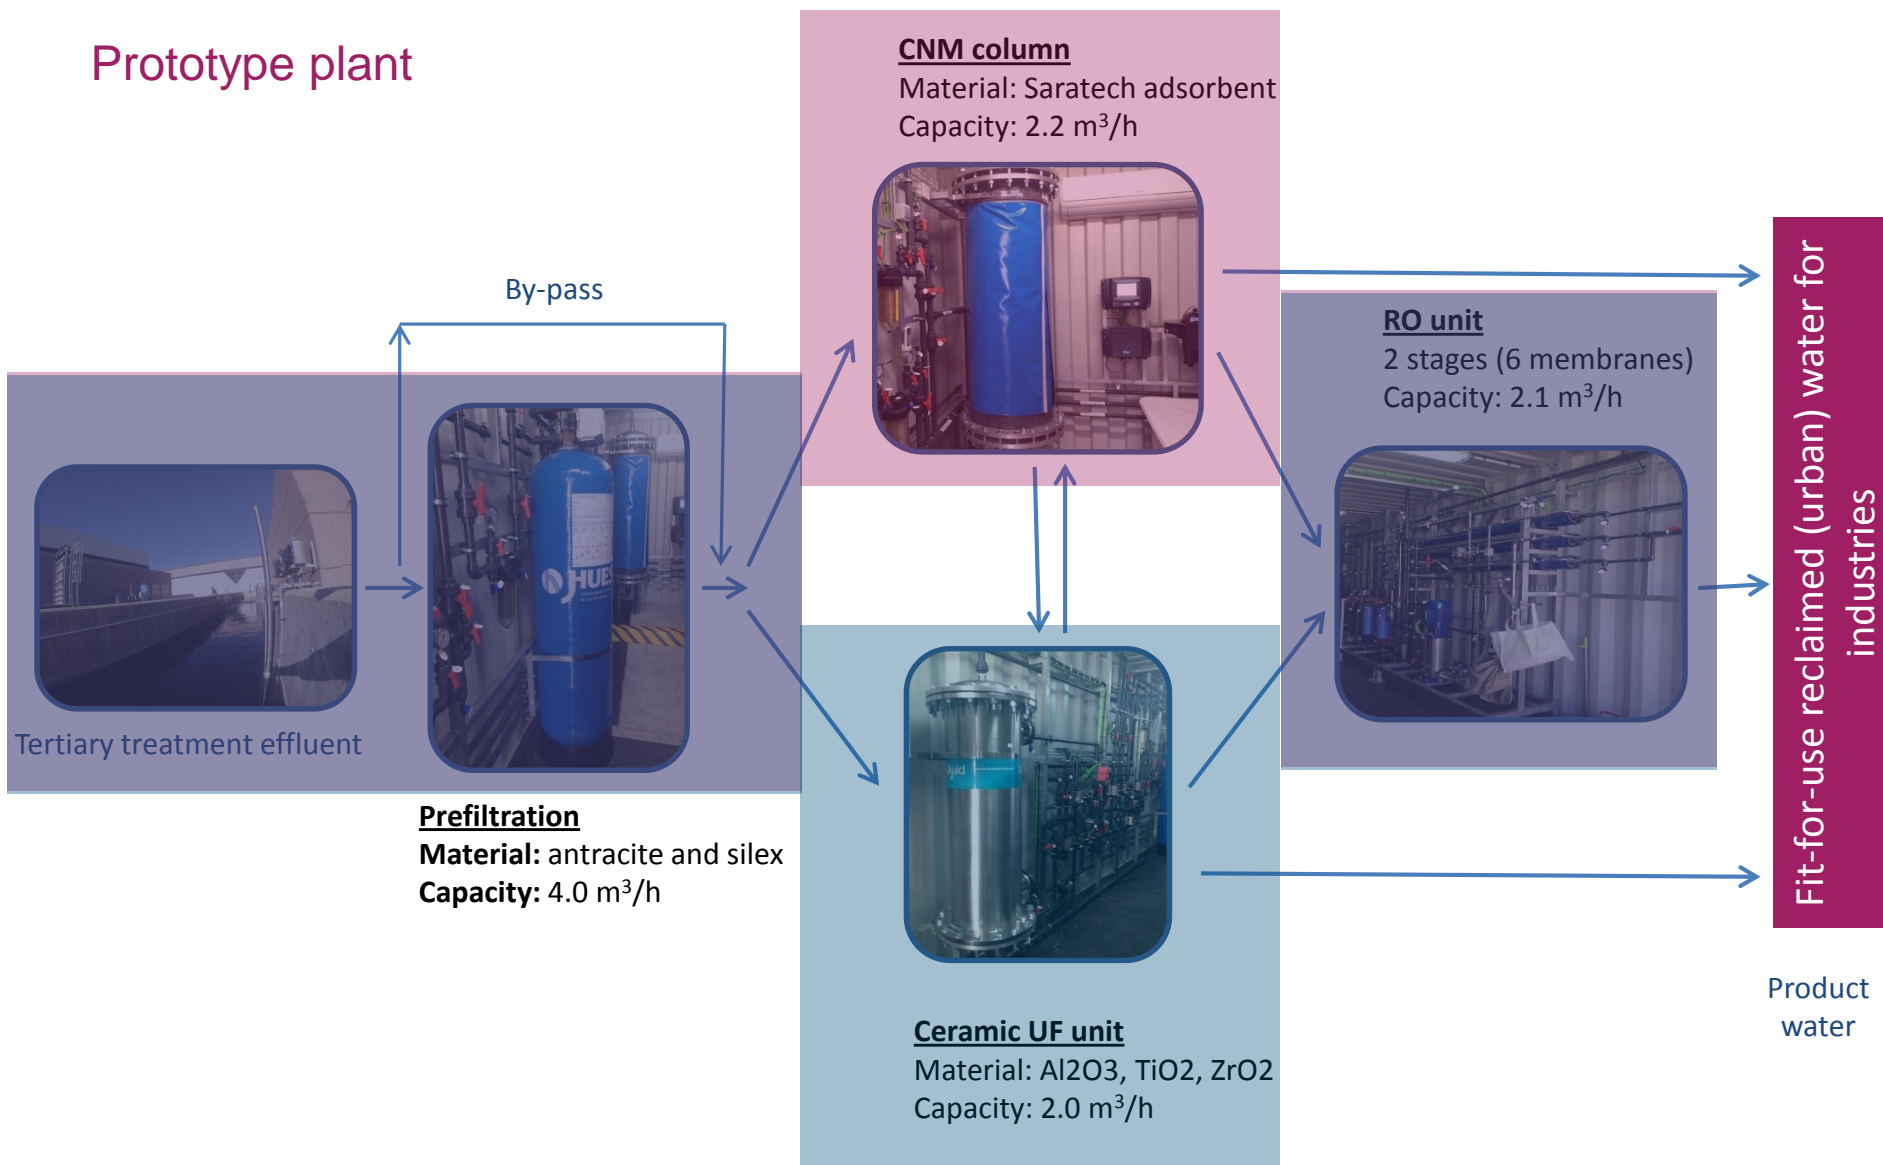 Prototype plant
CNM column
Material: Saratech adsorbent
Capacity: 2.2 m³/h
By-pass
RO unit
2 stages (6 membranes)
Capacity: 2.1 m³/h
Tertiary treatment effluent
HUES
Prefiltration
Material: antracite and silex
Capacity: 4.0 m³/h
Ceramic UF unit
Material: Al2O3, TiO2, ZrO2
Capacity: 2.0 m³/h
Fit-for-use reclaimed (urban) water for
industries
Product
water